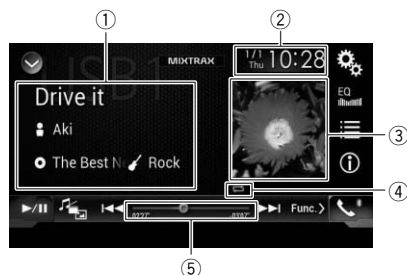 ①
②
USB1
MIXTRAX
1/1
Thu
10:28
EQ
Drive it
Aki
The Best
Rock
③
④
Func.
02'27"
-03'07"
⑤